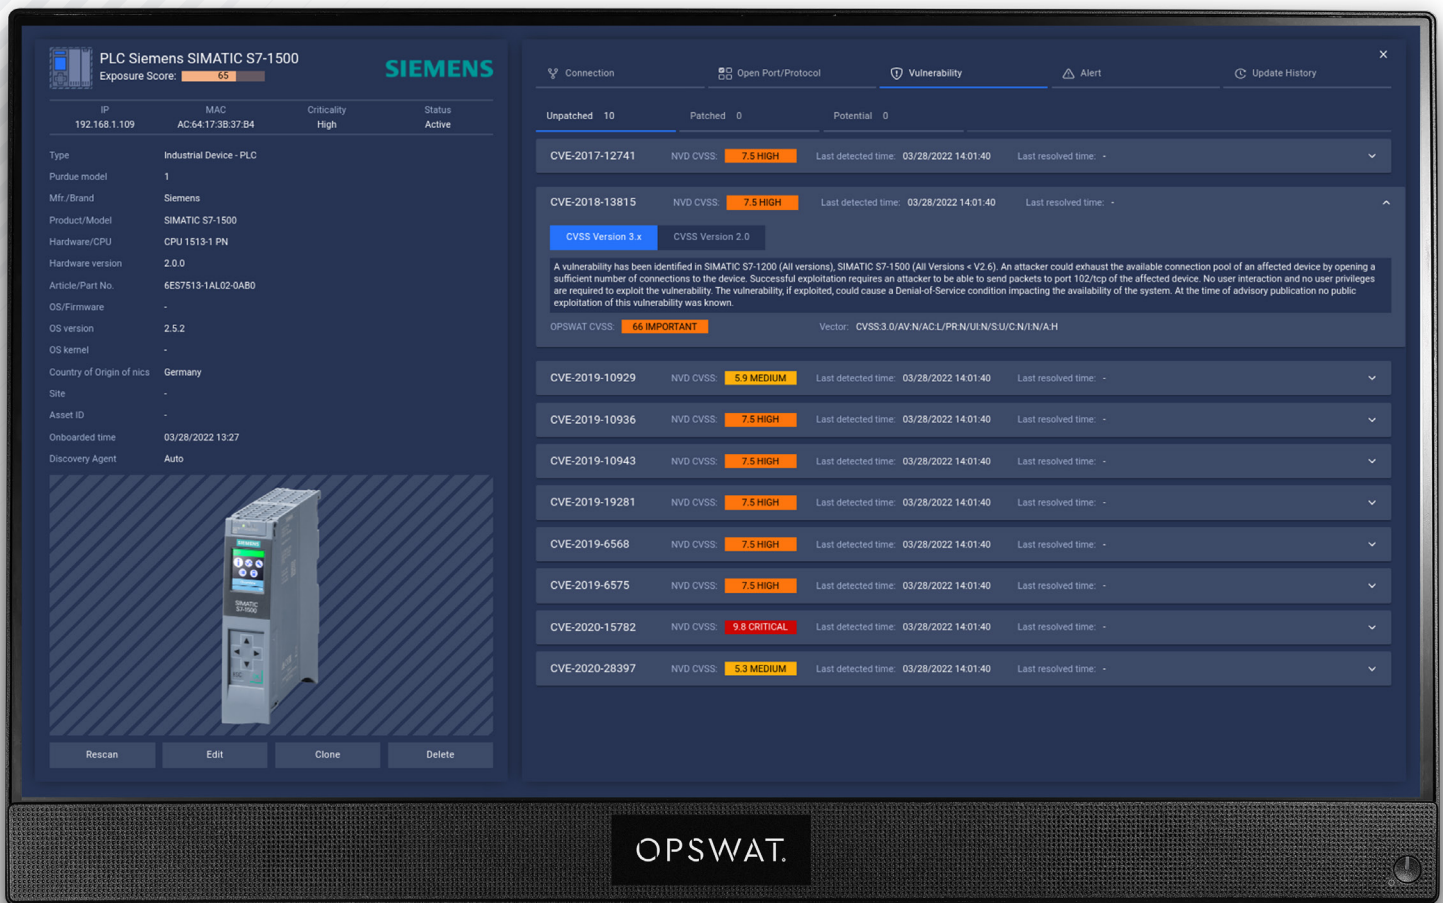 PLC Siemens SIMATIC S7-1500
Exposure Score: 65
SIEMENS
IP MAC Criticality Status
192.168.1.109 AC:64:17:3B:37:B4 High Active
Type Industrial Device - PLC
Purdue model 1
Mfr./Brand Siemens
Product/Model SIMATIC S7-1500
Hardware/CPU CPU 1513-1 PN
Hardware version 2.0.0
Article/Part No. 6ES7513-1AL02-0AB0
OS/Firmware -
OS version 2.5.2
OS kernel -
Country of Origin of nics Germany
Site -
Asset ID -
Onboarded time 03/28/2022 13:27
Discovery Agent Auto
SIEMENS
SIMATIC
S7-1500
Rescan Edit Clone Delete
Connection Open Port/Protocol Vulnerability Alert Update History
Unpatched 10 Patched 0 Potential 0
CVE-2017-12741 NVD CVSS: 7.5 HIGH Last detected time: 03/28/2022 14:01:40 Last resolved time: -
CVE-2018-13815 NVD CVSS: 7.5 HIGH Last detected time: 03/28/2022 14:01:40 Last resolved time: -
CVSS Version 3.x CVSS Version 2.0
A vulnerability has been identified in SIMATIC S7-1200 (All versions), SIMATIC S7-1500 (All Versions < V2.6). An attacker could exhaust the available connection pool of an affected device by opening a
sufficient number of connections to the device. Successful exploitation requires an attacker to be able to send packets to port 102/tcp of the affected device. No user interaction and no user privileges
are required to exploit the vulnerability. The vulnerability, if exploited, could cause a Denial-of-Service condition impacting the availability of the system. At the time of advisory publication no public
exploitation of this vulnerability was known.
OPSWAT CVSS: 66 IMPORTANT Vector: CVSS:3.0/AV:N/AC:L/PR:N/UI:N/S:U/C:N/I:N/A:H
CVE-2019-10929 NVD CVSS: 5.9 MEDIUM Last detected time: 03/28/2022 14:01:40 Last resolved time: -
CVE-2019-10936 NVD CVSS: 7.5 HIGH Last detected time: 03/28/2022 14:01:40 Last resolved time: -
CVE-2019-10943 NVD CVSS: 7.5 HIGH Last detected time: 03/28/2022 14:01:40 Last resolved time: -
CVE-2019-19281 NVD CVSS: 7.5 HIGH Last detected time: 03/28/2022 14:01:40 Last resolved time: -
CVE-2019-6568 NVD CVSS: 7.5 HIGH Last detected time: 03/28/2022 14:01:40 Last resolved time: -
CVE-2019-6575 NVD CVSS: 7.5 HIGH Last detected time: 03/28/2022 14:01:40 Last resolved time: -
CVE-2020-15782 NVD CVSS: 9.8 CRITICAL Last detected time: 03/28/2022 14:01:40 Last resolved time: -
CVE-2020-28397 NVD CVSS: 5.3 MEDIUM Last detected time: 03/28/2022 14:01:40 Last resolved time: -
OPSWAT.